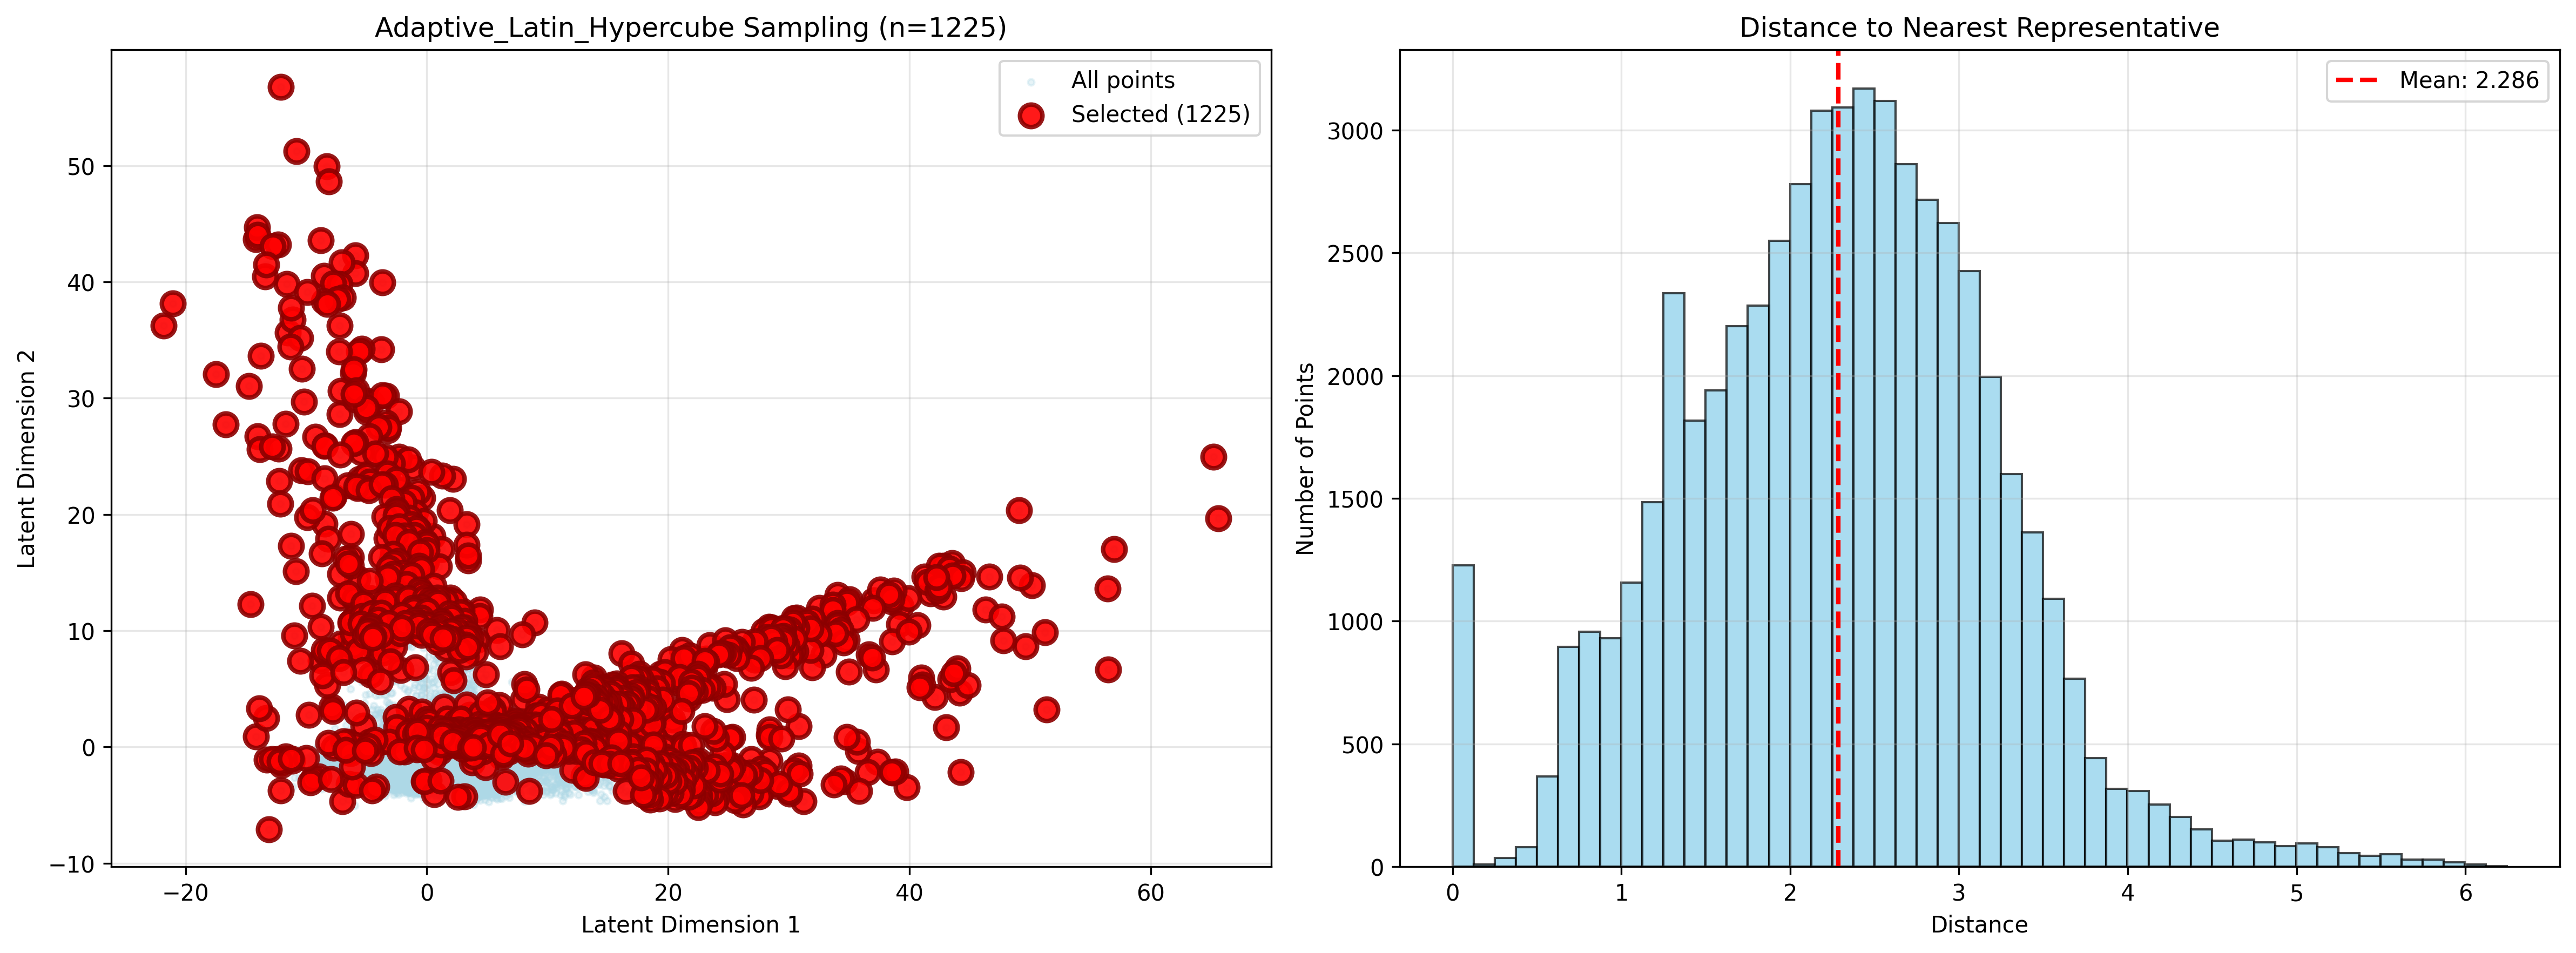 Adaptive_Latin_Hypercube Sampling (n=1225)
All points
Selected (1225)
Latent Dimension 2
50
40
30
20
10
0
−10
−20
0
20
40
60
Latent Dimension 1
Distance to Nearest Representative
Mean: 2.286
Number of Points
3000
2500
2000
1500
1000
500
0
0
1
2
3
4
5
6
Distance